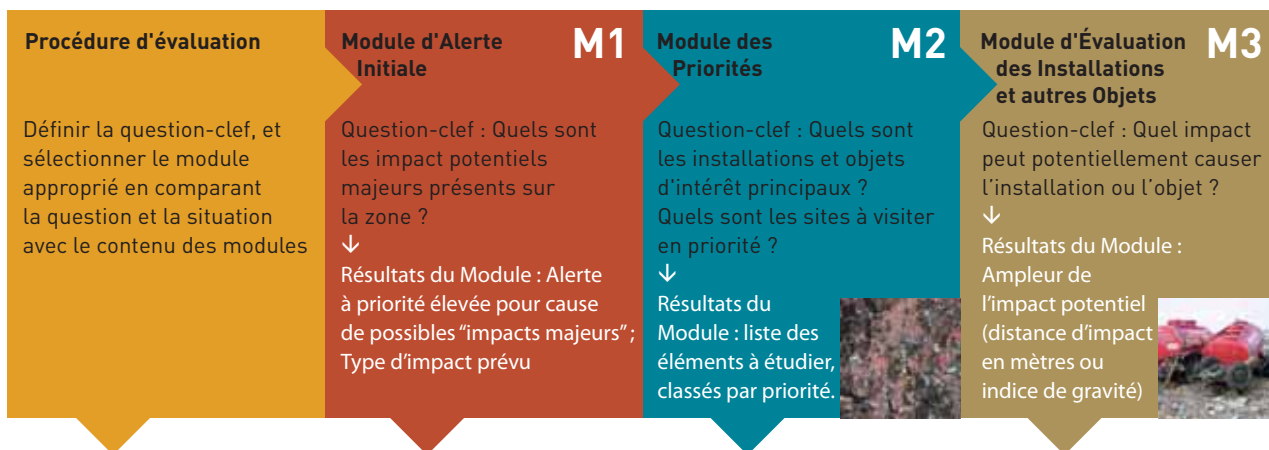 Procédure d'évaluation
Définir la question-clef, et
sélectionner le module
approprié en comparant
la question et la situation
avec le contenu des modules
Module d'Alerte
Initiale
M1
Question-clef : Quels sont
les impact potentiels
majeurs présents sur
la zone ?
↓
Résultats du Module : Alerte
à priorité élevée pour cause
de possibles “impacts majeurs” ;
Type d’impact prévu
Module des
Priorités
M2
Question-clef : Quels sont
les installations et objets
d'intérêt principaux ?
Quels sont les sites à visiter
en priorité ?
↓
Résultats du
Module : liste des
éléments à étudier,
classés par priorité.
Module d'Évaluation
des Installations
et autres Objets
M3
Question-clef : Quel impact
peut potentiellement causer
l’installation ou l’objet ?
↓
Résultats du Module :
Ampleur de
l’impact potentiel
(distance d’impact
en mètres ou
indice de gravité)